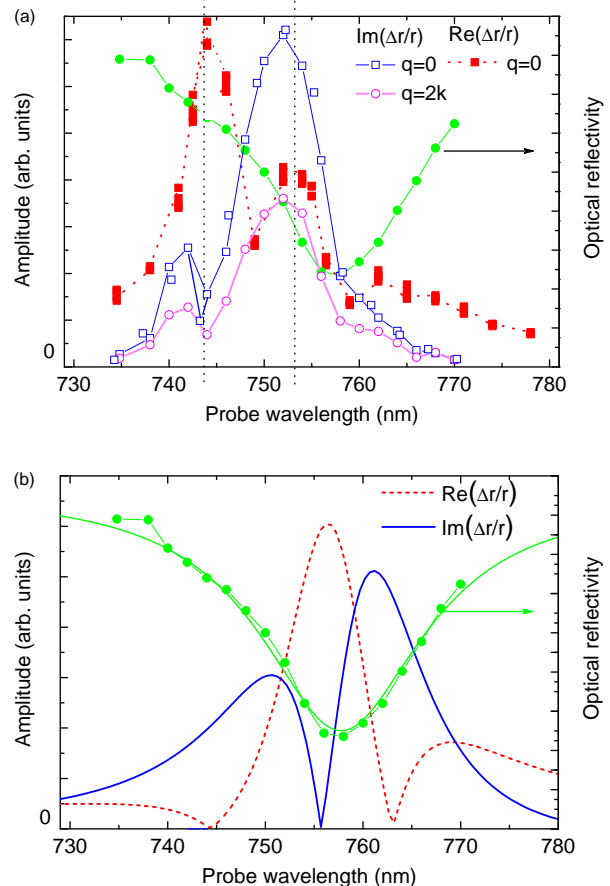 (a)
Im(Δr/r) Re(Δr/r)
q=0 q=0
q=2k
Amplitude (arb. units)
Optical reflectivity
0
730 740 750 760 770 780
Probe wavelength (nm)
(b)
Re(Δr/r)
Im(Δr/r)
Amplitude (arb. units)
Optical reflectivity
0
730 740 750 760 770 780
Probe wavelength (nm)